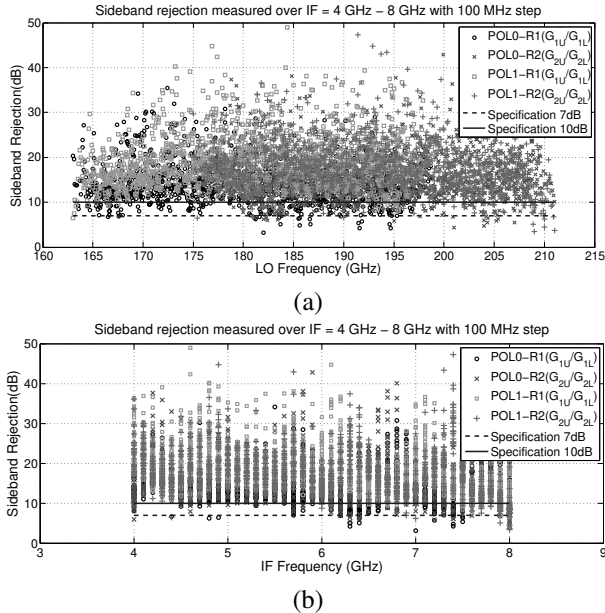 Sideband rejection measured over IF = 4 GHz − 8 GHz with 100 MHz step
Sideband Rejection(dB)
50
40
30
20
10
0
POL0−R1(G1U/G1L)
POL0−R2(G2U/G2L)
POL1−R1(G1U/G1L)
POL1−R2(G2U/G2L)
Specification 7dB
Specification 10dB
160 165 170 175 180 185 190 195 200 205 210 215
LO Frequency (GHz)
(a)
Sideband rejection measured over IF = 4 GHz − 8 GHz with 100 MHz step
Sideband Rejection(dB)
50
40
30
20
10
0
POL0−R1(G1U/G1L)
POL0−R2(G2U/G2L)
POL1−R1(G1U/G1L)
POL1−R2(G2U/G2L)
Specification 7dB
Specification 10dB
3 4 5 6 7 8 9
IF Frequency (GHz)
(b)